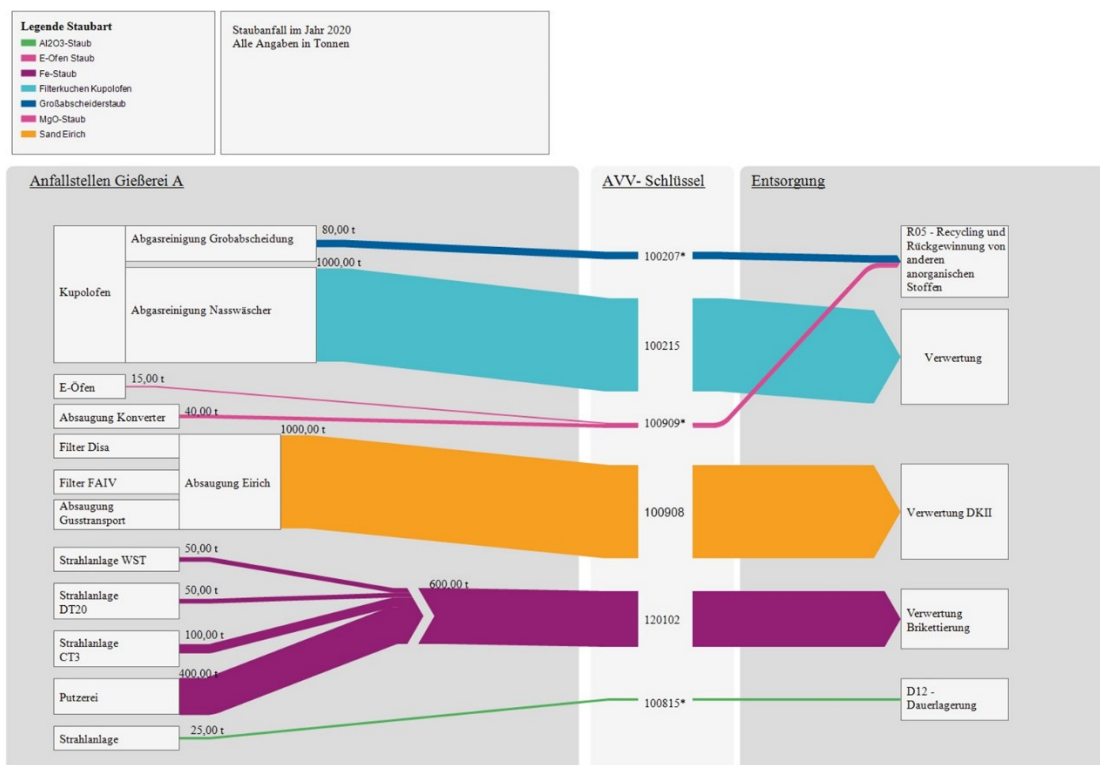 Legende Staubart
Al2O3-Staub
E-Ofen Staub
Fe-Staub
Filterkuchen Kupolofen
Großabscheiderstaub
MgO-Staub
Sand Eirich
Staubanfall im Jahr 2020
Alle Angaben in Tonnen
Anfallstellen Gießerei A
AVV- Schlüssel
Entsorgung
Kupolofen
Abgasreinigung Grobabscheidung
80,00 t
100207*
R05 - Recycling und
Rückgewinnung von
anderen
anorganischen
Stoffen
Abgasreinigung Nasswäscher
1000,00 t
100215
Verwertung
E-Öfen
15,00 t
Absaugung Konverter
40,00 t
100909*
Filter Disa
Filter FAIV
Absaugung
Gusstransport
Absaugung Eirich
1000,00 t
100908
Verwertung DKII
Strahlanlage WST
50,00 t
Strahlanlage
DT20
50,00 t
Strahlanlage
CT3
100,00 t
Putzerei
400,00 t
600,00 t
120102
Verwertung
Brikettierung
Strahlanlage
25,00 t
100815*
D12 -
Dauerlagerung